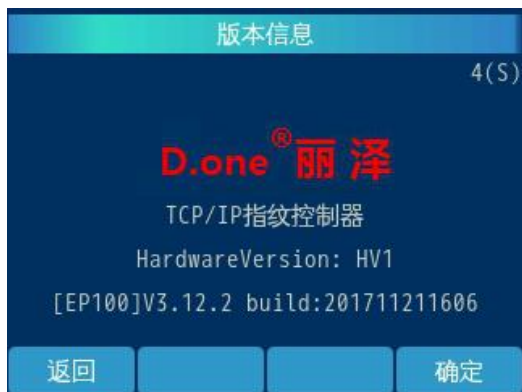 版本信息
4(S)
D.one®丽泽
TCP/IP指纹控制器
HardwareVersion: HV1
[EP100]V3.12.2 build:201711211606
返回 确定